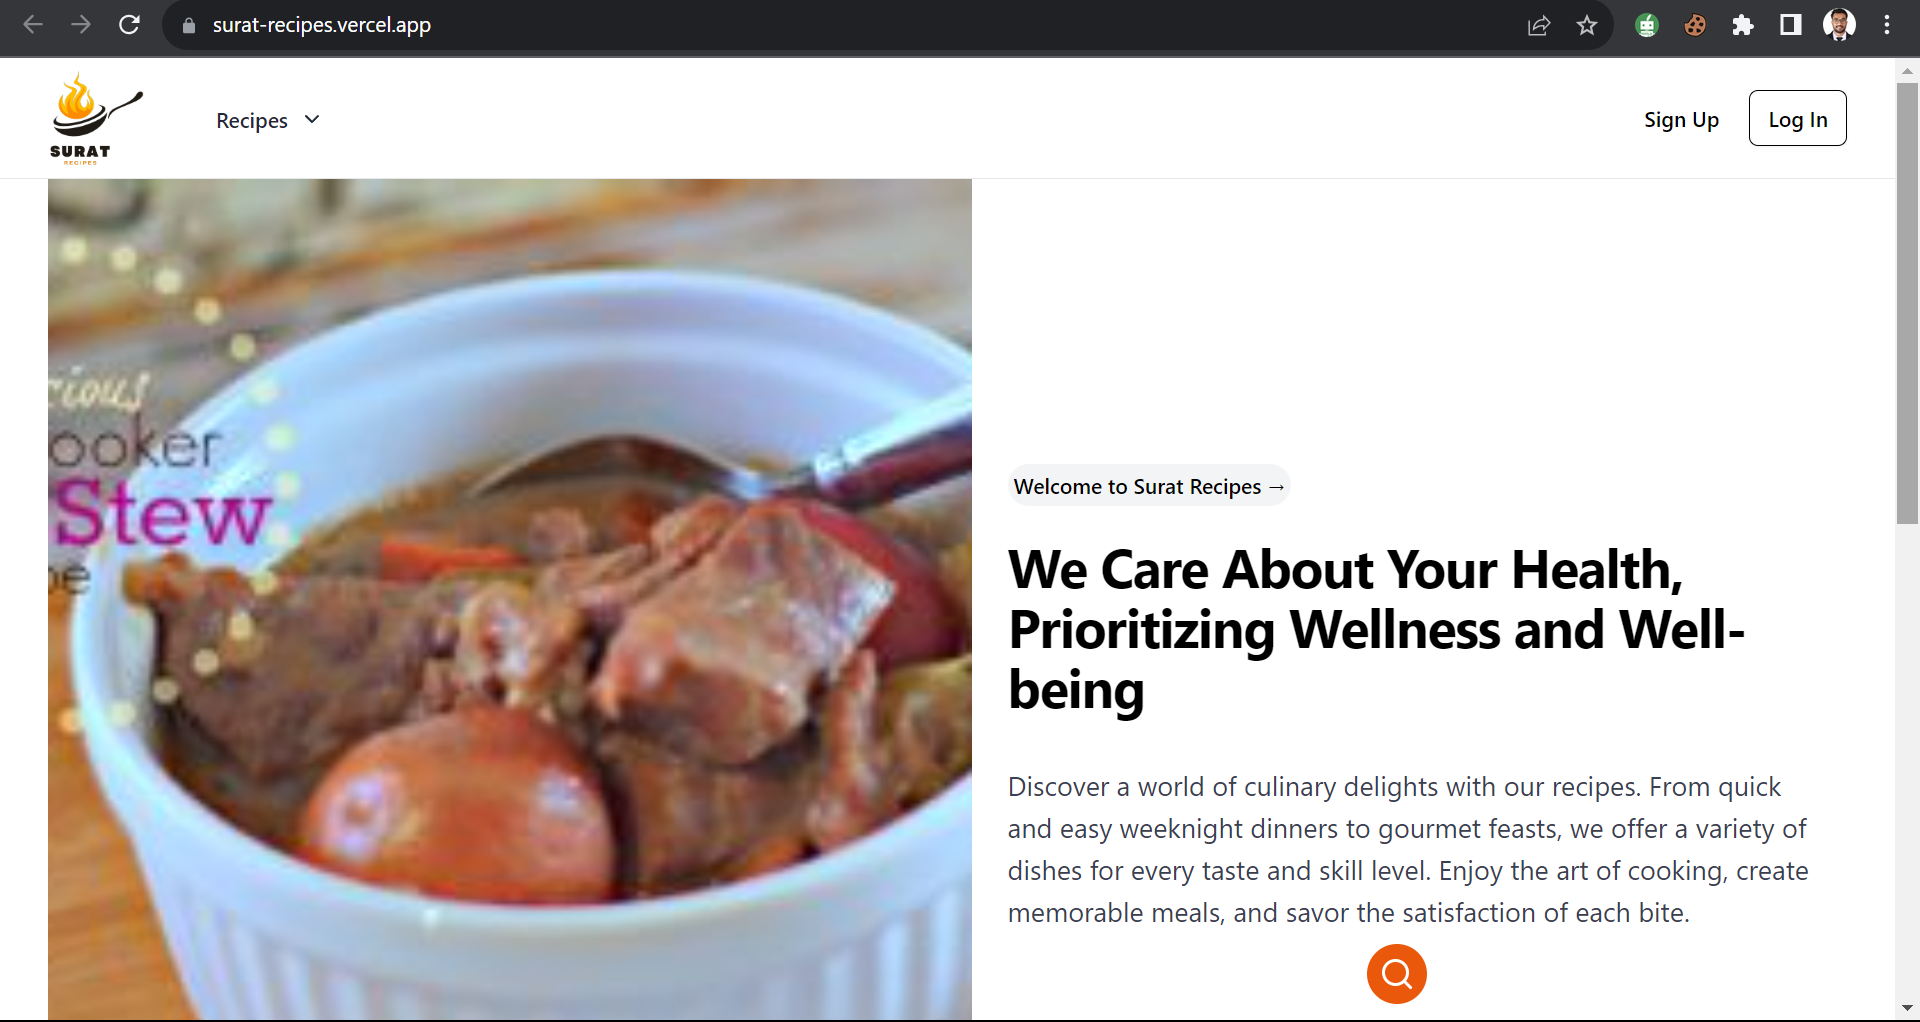 surat-recipes.vercel.app
SURAT
RECIPES
Recipes
Sign Up
Log In
Stew
Welcome to Surat Recipes →
We Care About Your Health,
Prioritizing Wellness and Well-
being
Discover a world of culinary delights with our recipes. From quick
and easy weeknight dinners to gourmet feasts, we offer a variety of
dishes for every taste and skill level. Enjoy the art of cooking, create
memorable meals, and savor the satisfaction of each bite.